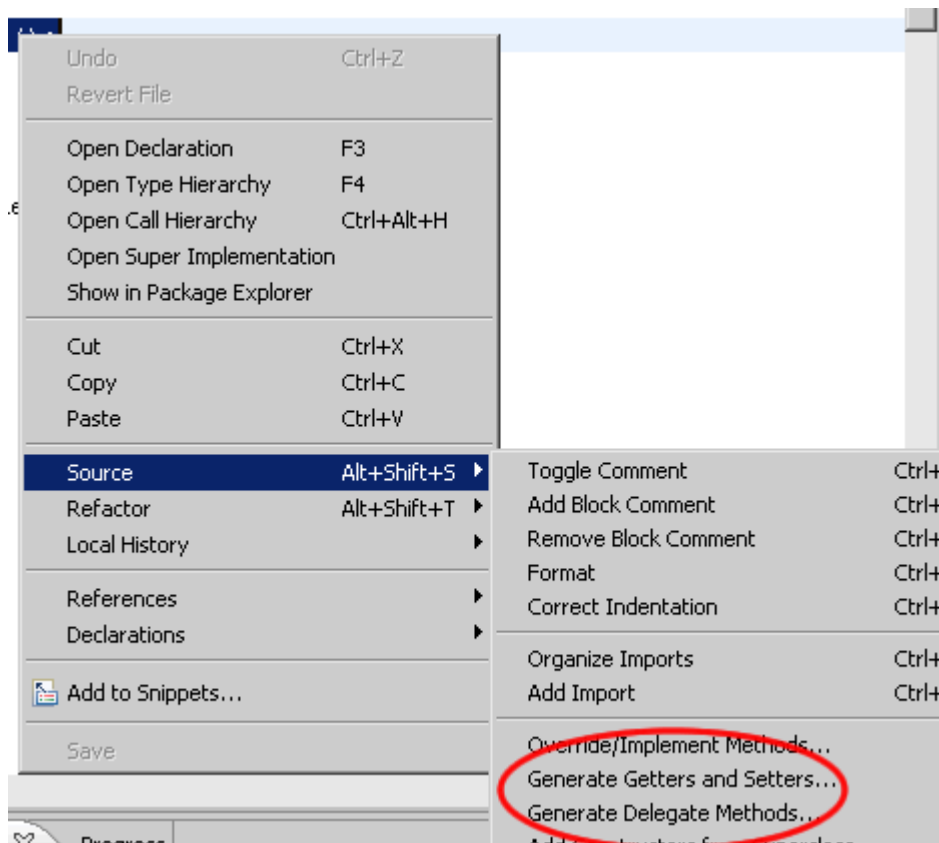 Undo Ctrl+Z
Revert File
Open Declaration F3
Open Type Hierarchy F4
Open Call Hierarchy Ctrl+Alt+H
Open Super Implementation
Show in Package Explorer
Cut Ctrl+X
Copy Ctrl+C
Paste Ctrl+V
Source Alt+Shift+S
Refactor Alt+Shift+T
Local History
References
Declarations
Add to Snippets...
Save
Toggle Comment Ctrl+
Add Block Comment Ctrl+
Remove Block Comment Ctrl+
Format Ctrl+
Correct Indentation Ctrl+
Organize Imports Ctrl+
Add Import Ctrl+
Override/Implement Methods...
Generate Getters and Setters...
Generate Delegate Methods...
Progress